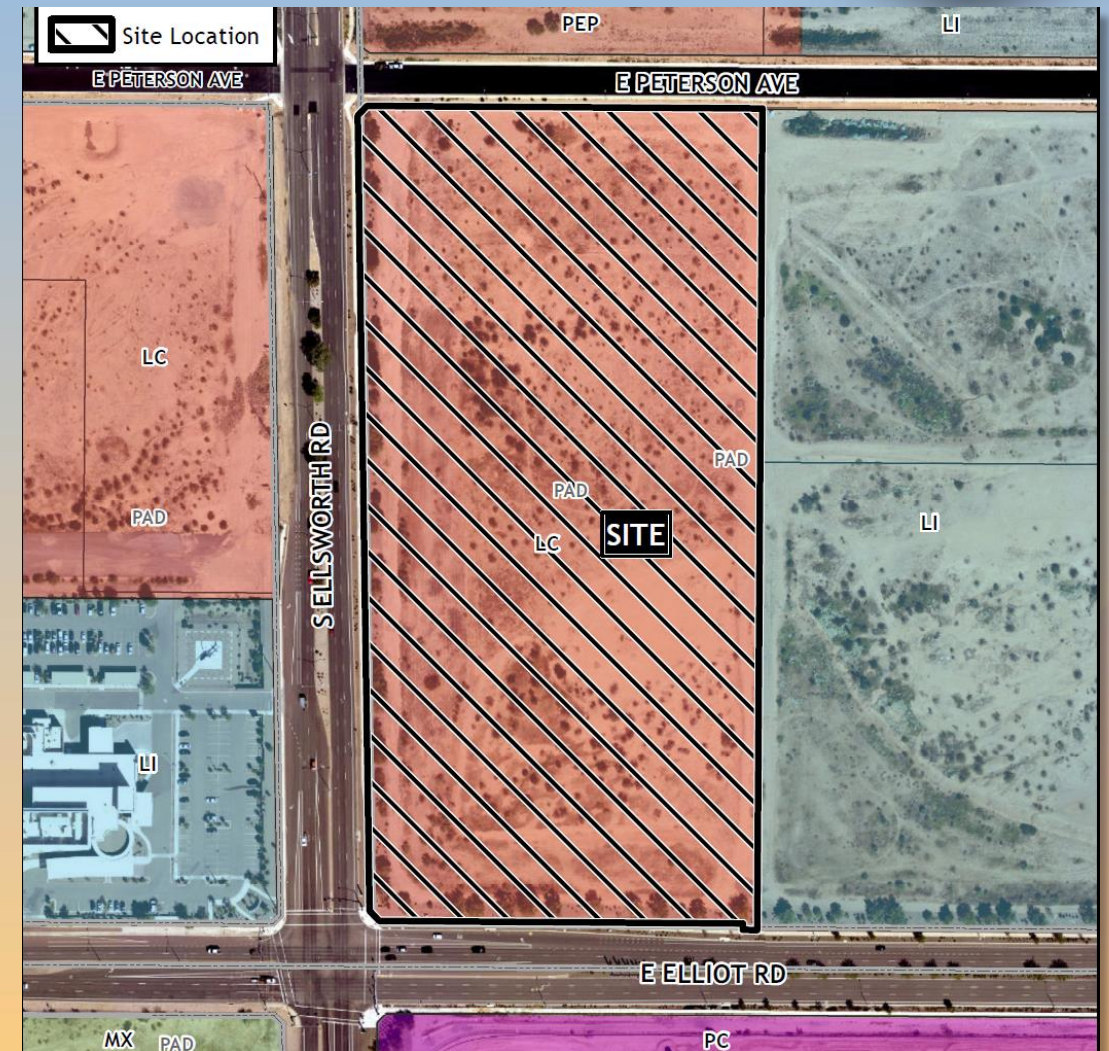 Site Location
PEP
LI
E PETERSON AVE
E PETERSON AVE
LC
S ELLSWORTH RD
PAD
PAD
PAD
LC
SITE
LI
LI
E ELLIOT RD
MX
PAD
PC